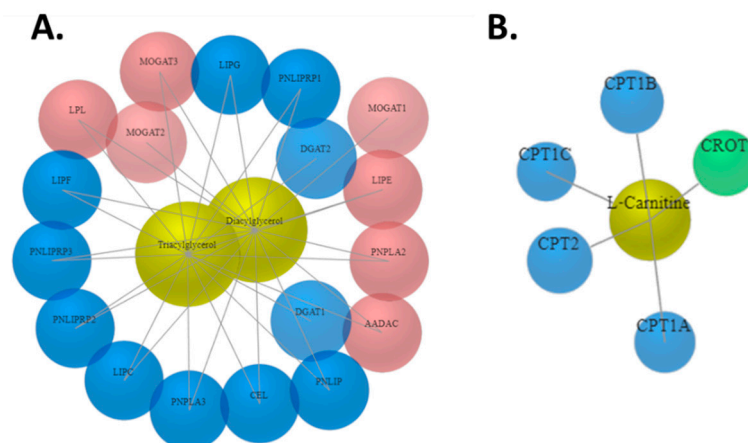 A.
B.
MOGAT3
LIPG
PNLIPRP1
LPL
MOGAT2
MOGAT1
DGAT2
LIPF
LIPE
Diacylglycerol
Triacylglycerol
PNLIPRP3
PNPLA2
DGAT1
AADAC
PNLIPRP2
LIPC
PNPLA3
CEL
PNLIP
CPT1B
CROT
CPT1C
L-Carnitine
CPT2
CPT1A